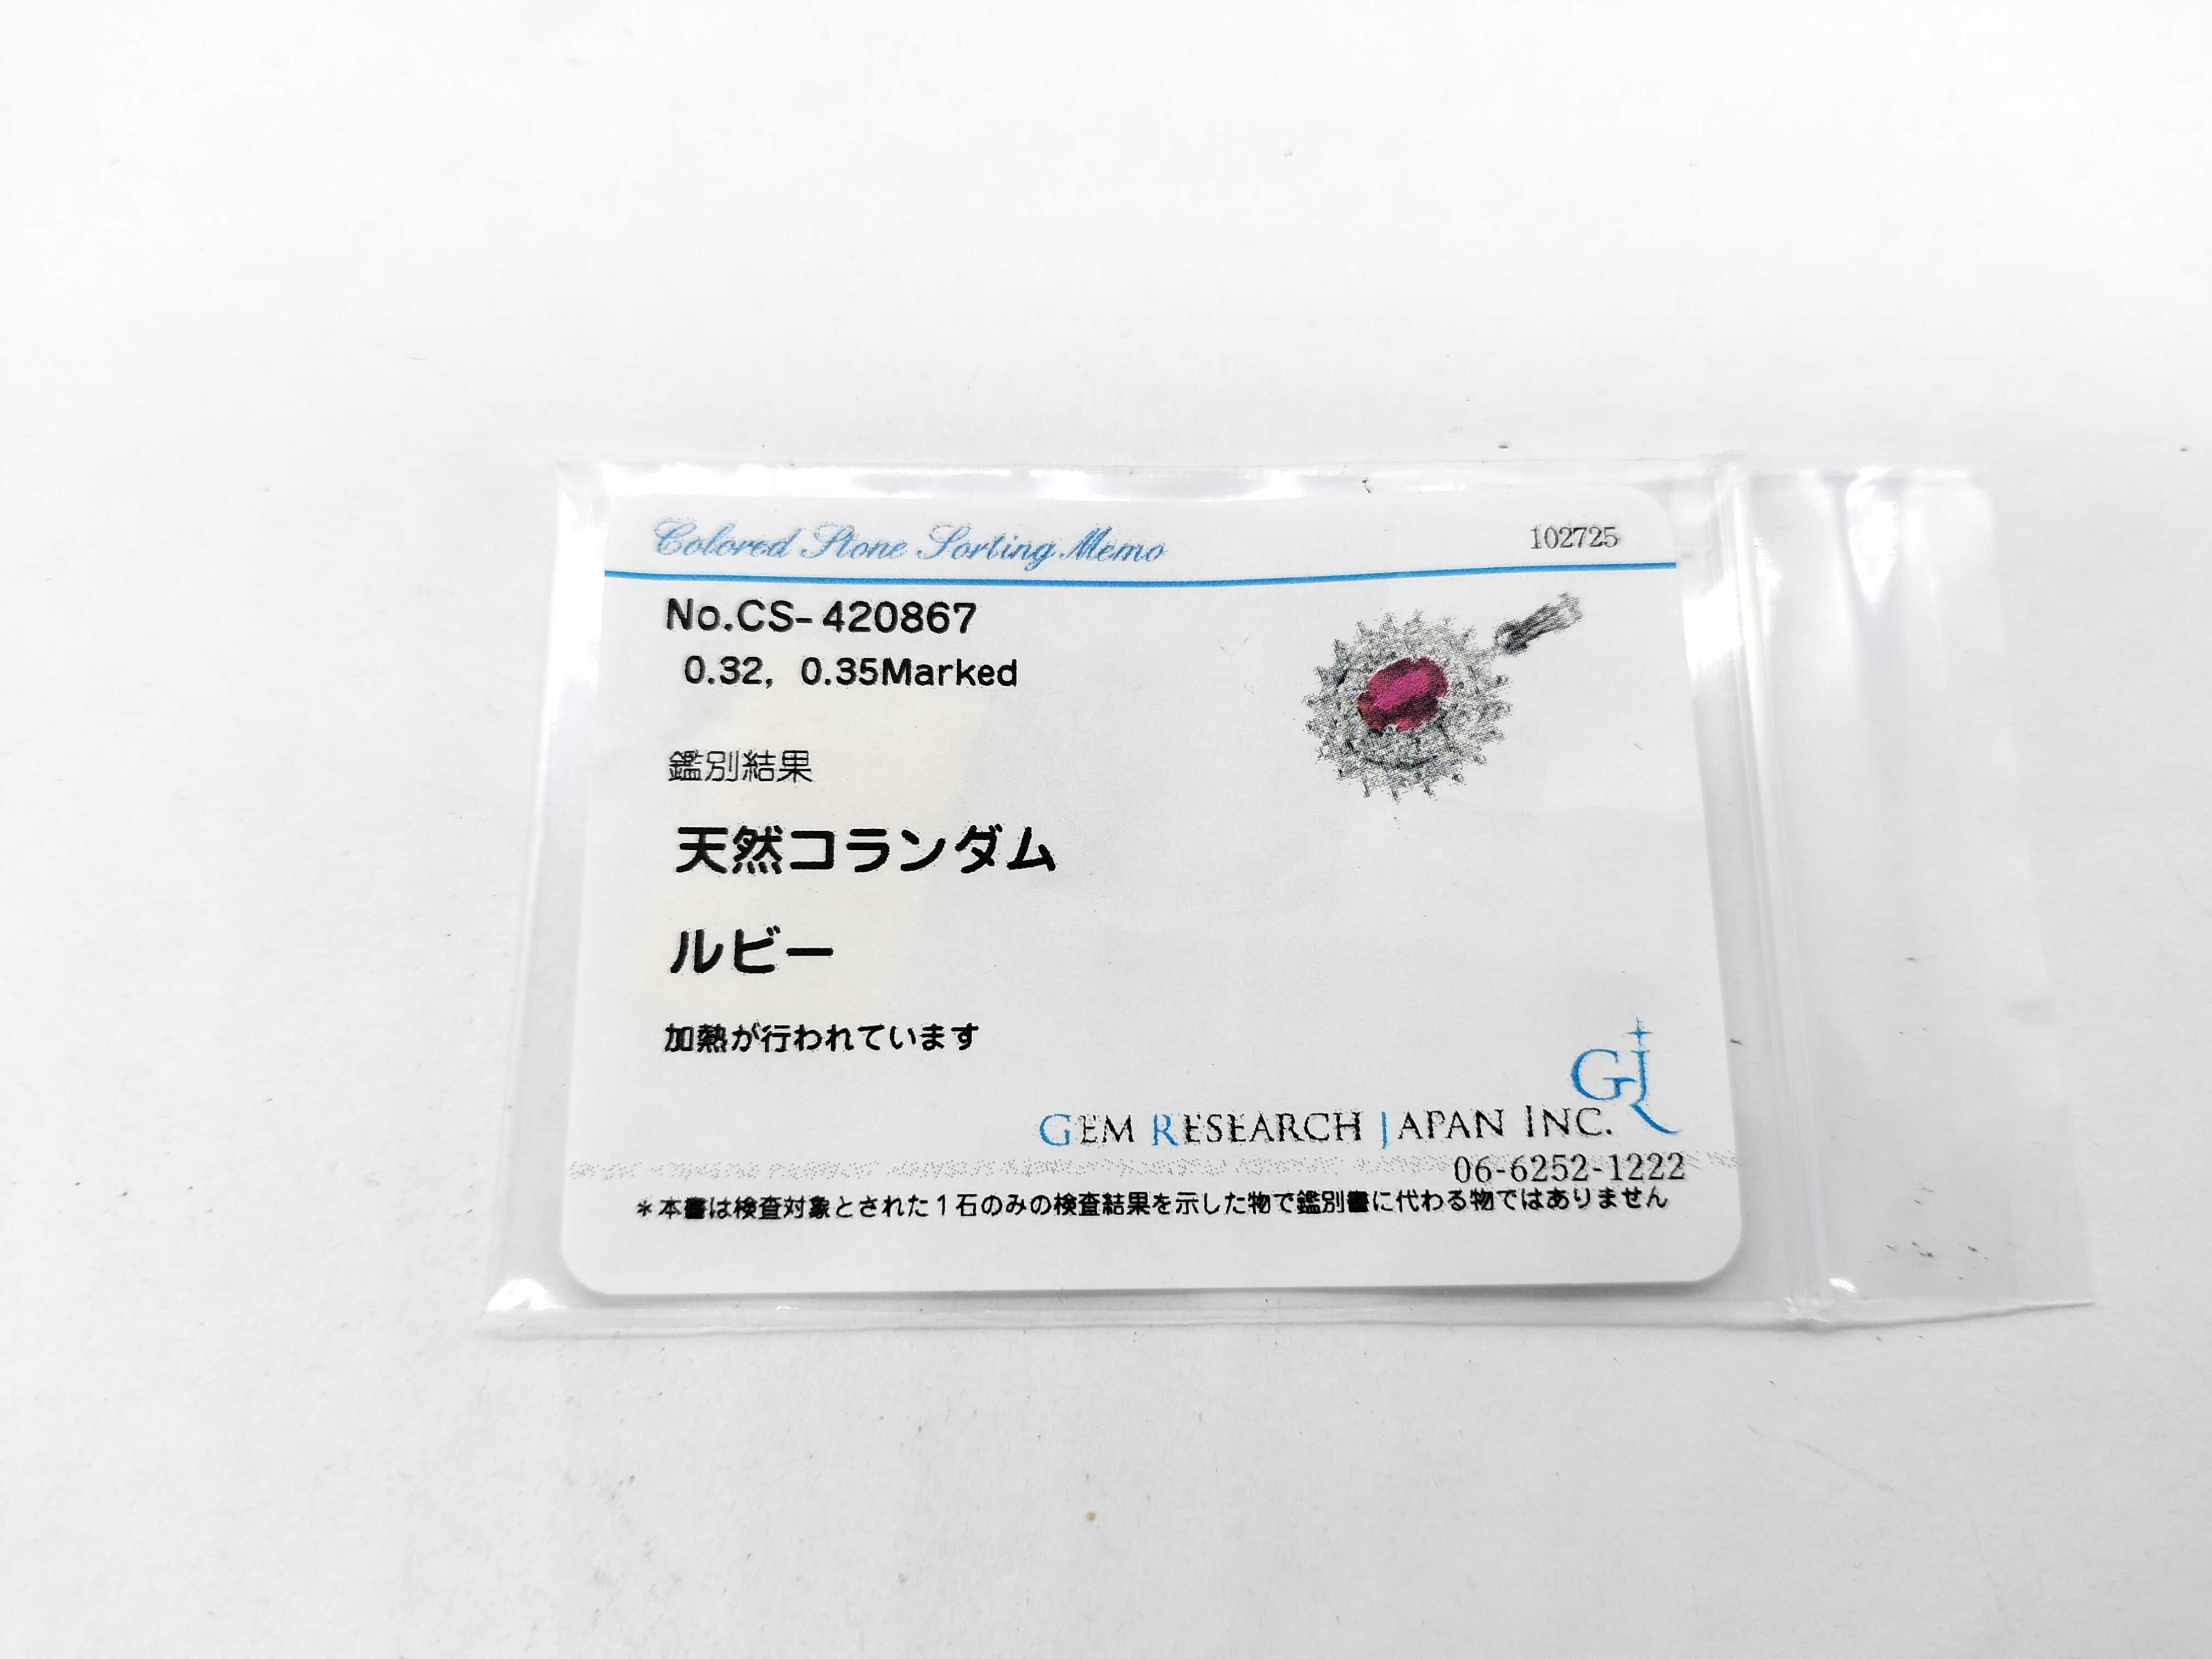 Colored Stone Sorting Memo
102725
No.CS-420867
0.32, 0.35Marked
鑑別結果
天然コランダム
ルビー
加熱が行われています
GJ
GEM RESEARCH JAPAN INC.
06-6252-1222
*本書は検査対象とされた1石のみの検査結果を示した物で鑑別書に代わる物ではありません